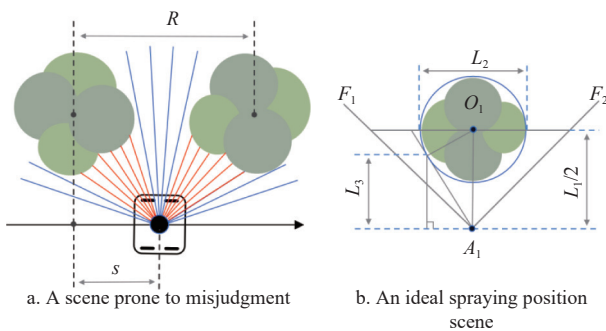 R
s
a. A scene prone to misjudgment
L₂
F₁
O₁
F₂
L₃
L₁/2
A₁
b. An ideal spraying position
scene